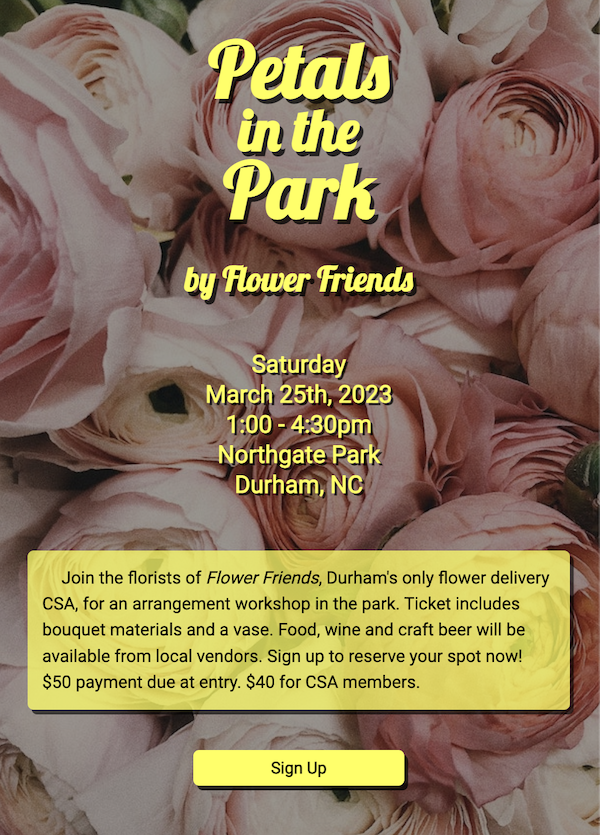 Petals
in the
Park
by Flower Friends
Saturday
March 25th, 2023
1:00 - 4:30pm
Northgate Park
Durham, NC
Join the florists of Flower Friends, Durham's only flower delivery
CSA, for an arrangement workshop in the park. Ticket includes
bouquet materials and a vase. Food, wine and craft beer will be
available from local vendors. Sign up to reserve your spot now!
$50 payment due at entry. $40 for CSA members.
Sign Up